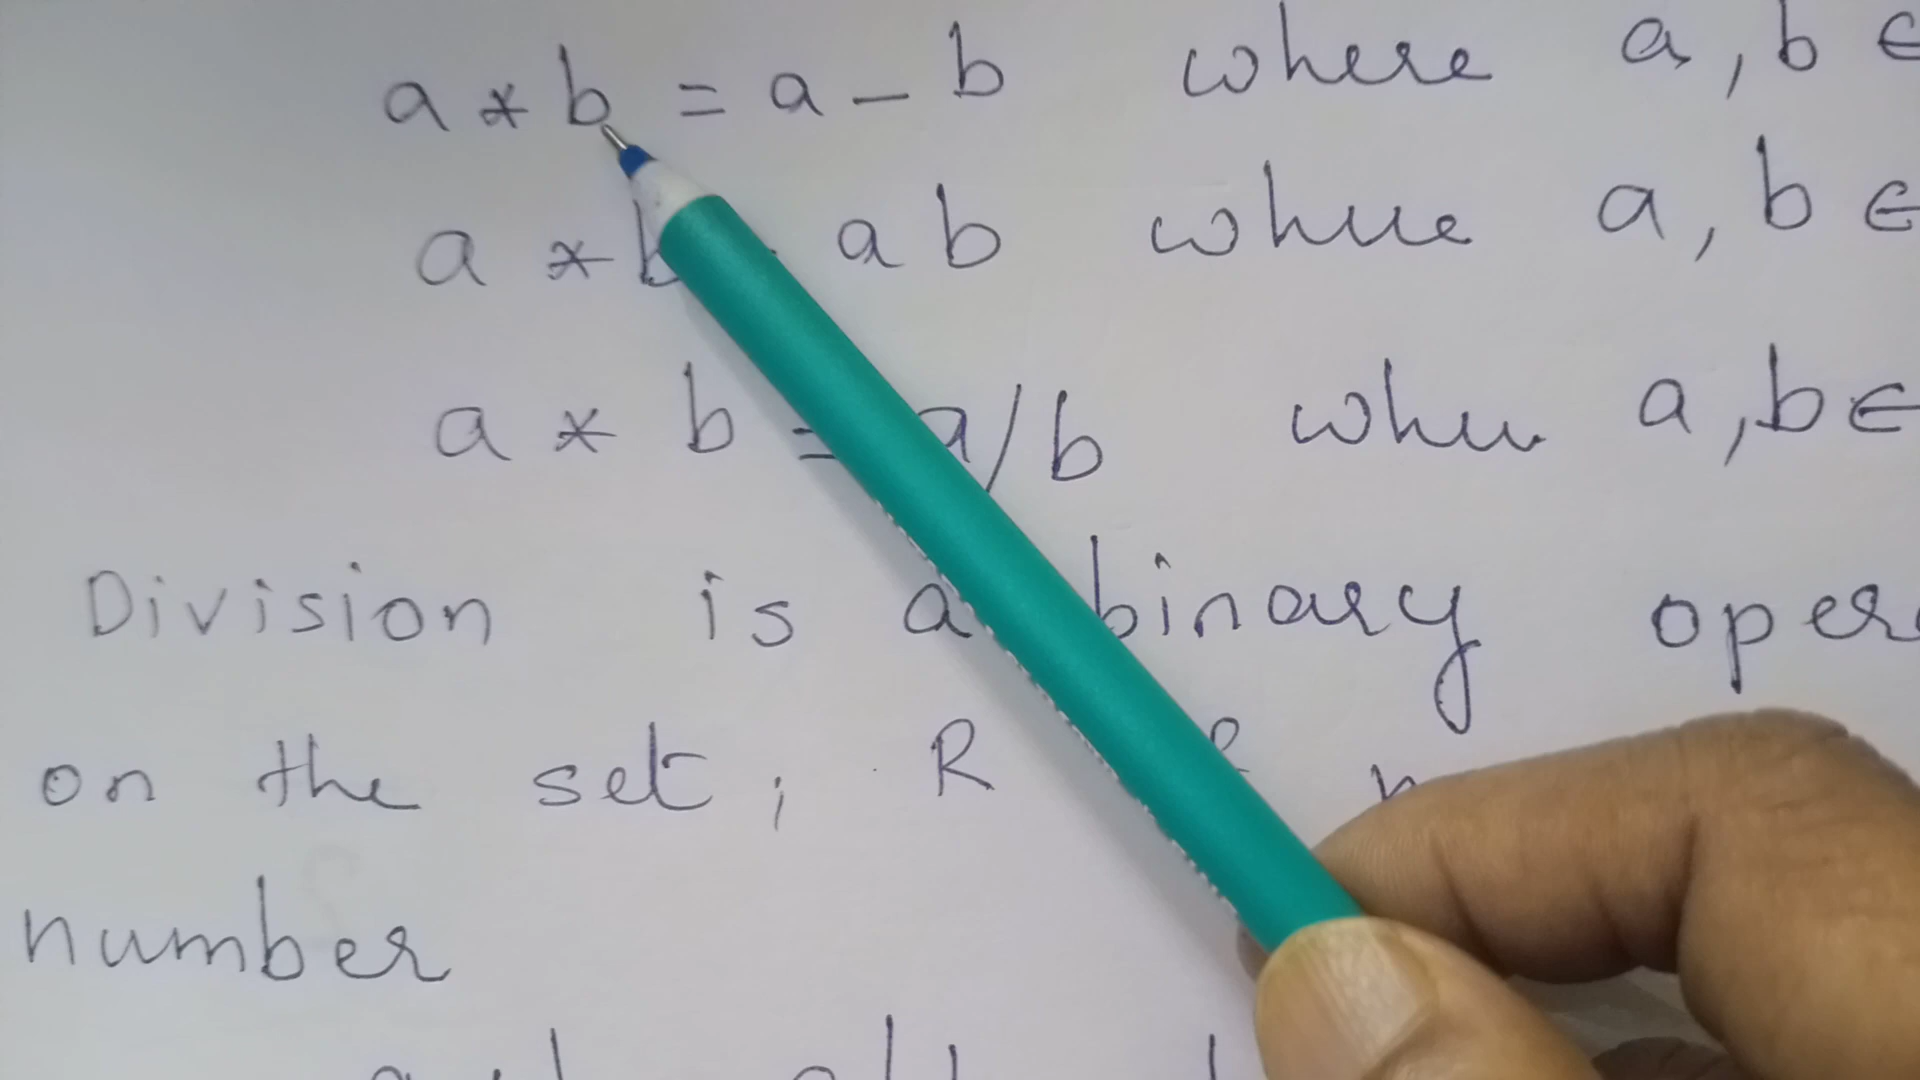 a * b = a - b where a, b ∈
a * b = ab where a, b ∈
a * b = a/b when a, b ∈
Division is a binary oper
on the set, R
number